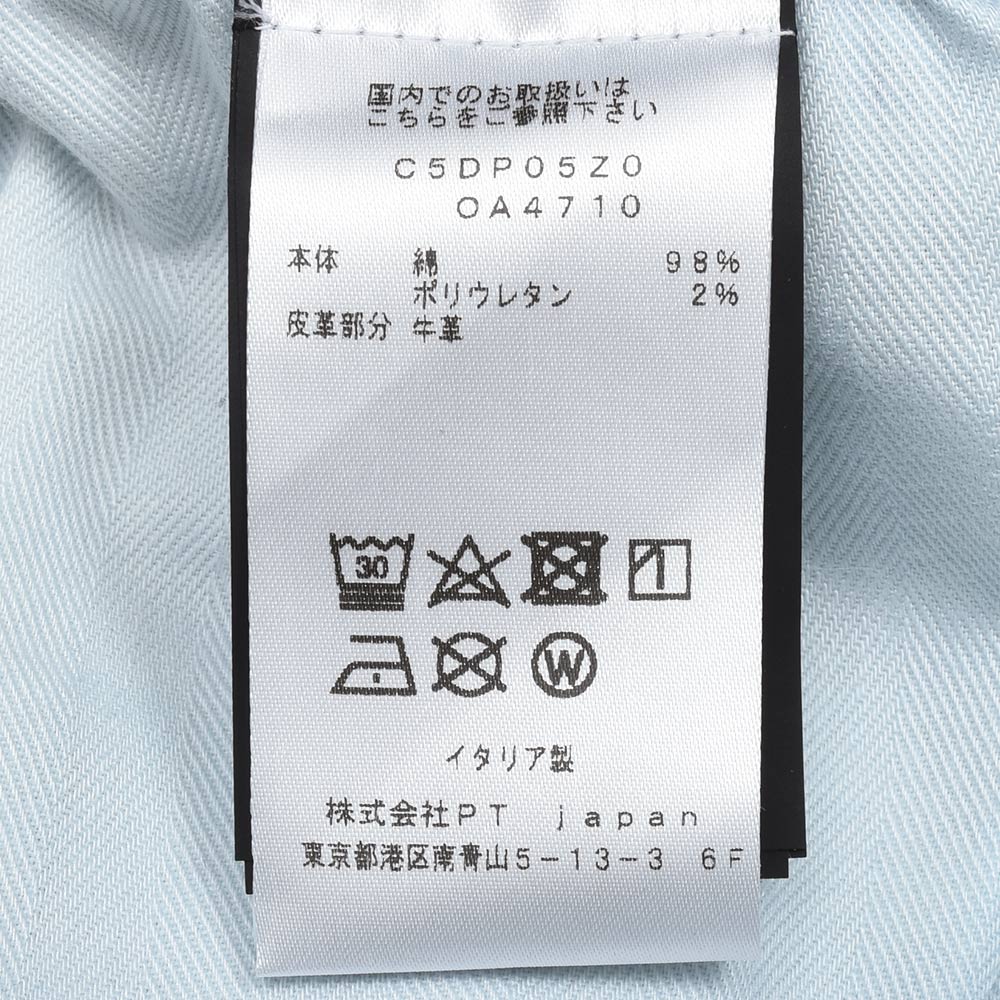 国内でのお取扱いは
こちらをご参照下さい
C5DP05Z0
OA4710
本体 綿 98%
ポリウレタン 2%
皮革部分 牛革
30
W
イタリア製
株式会社PT japan
東京都港区南青山5-13-3 6F